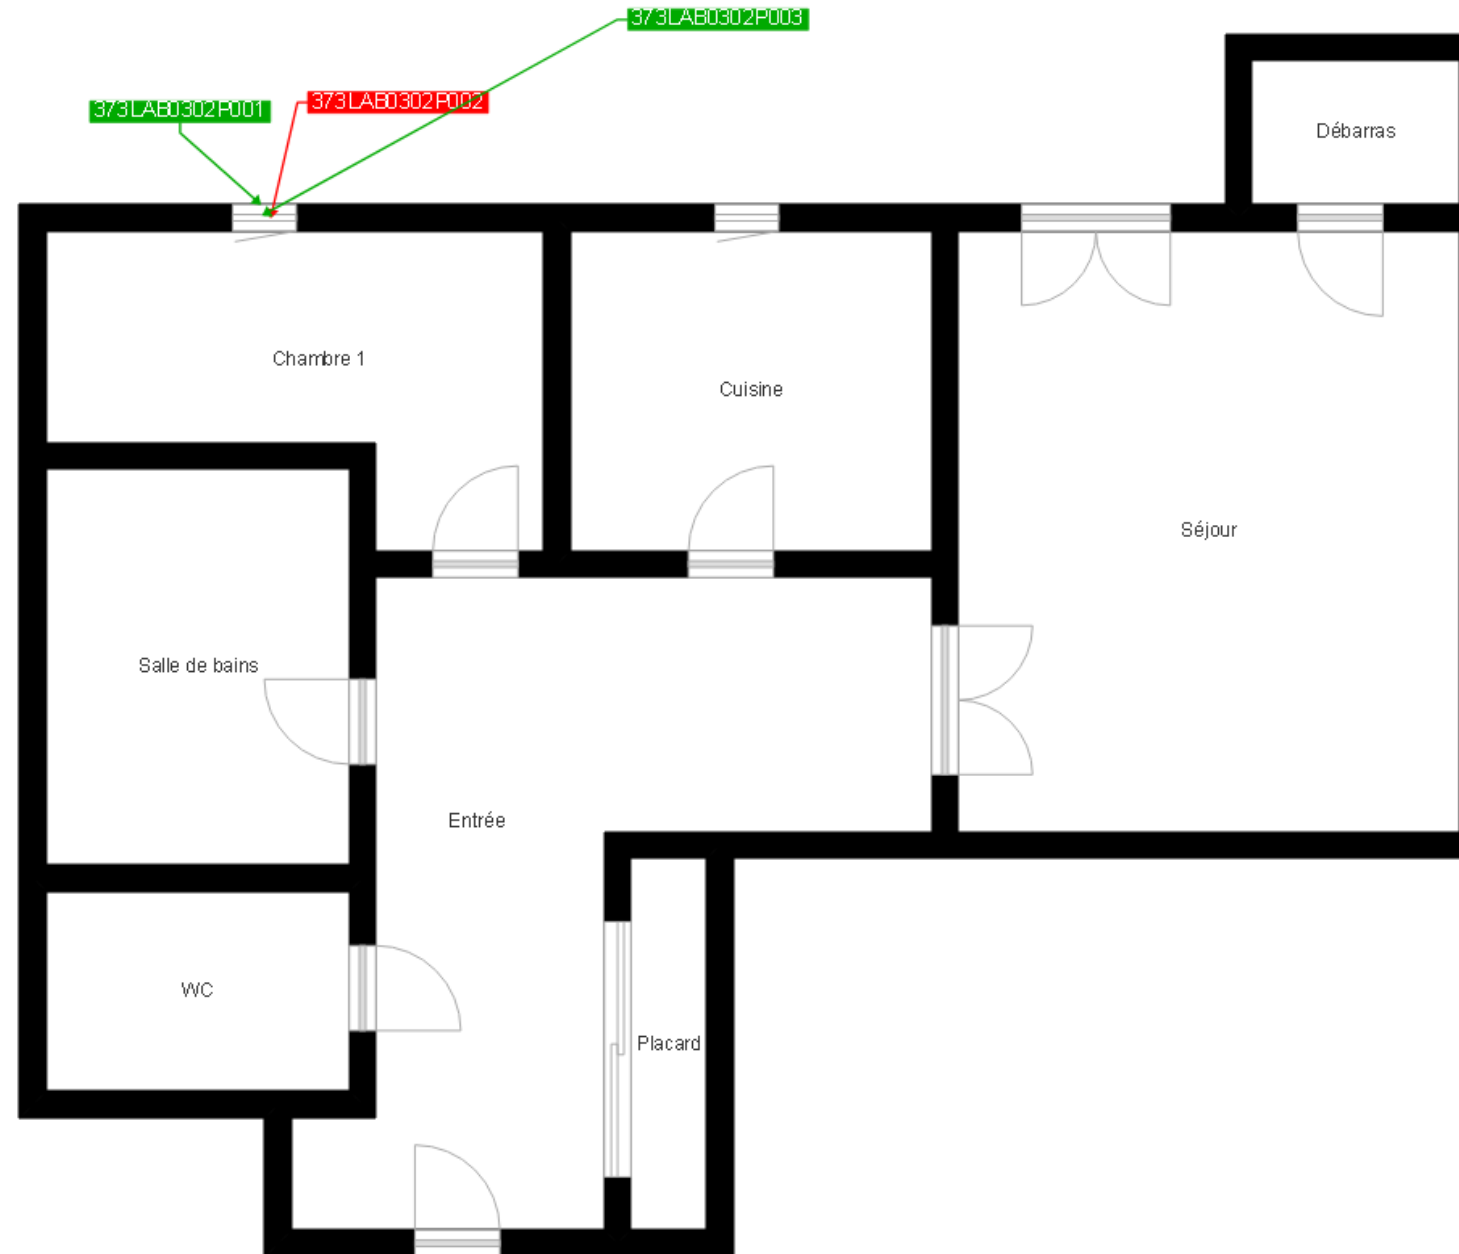 373LAB0302P003
373LAB0302P001
373LAB0302P002
Débarras
Chambre 1
Cuisine
Séjour
Salle de bains
Entrée
WC
Placard